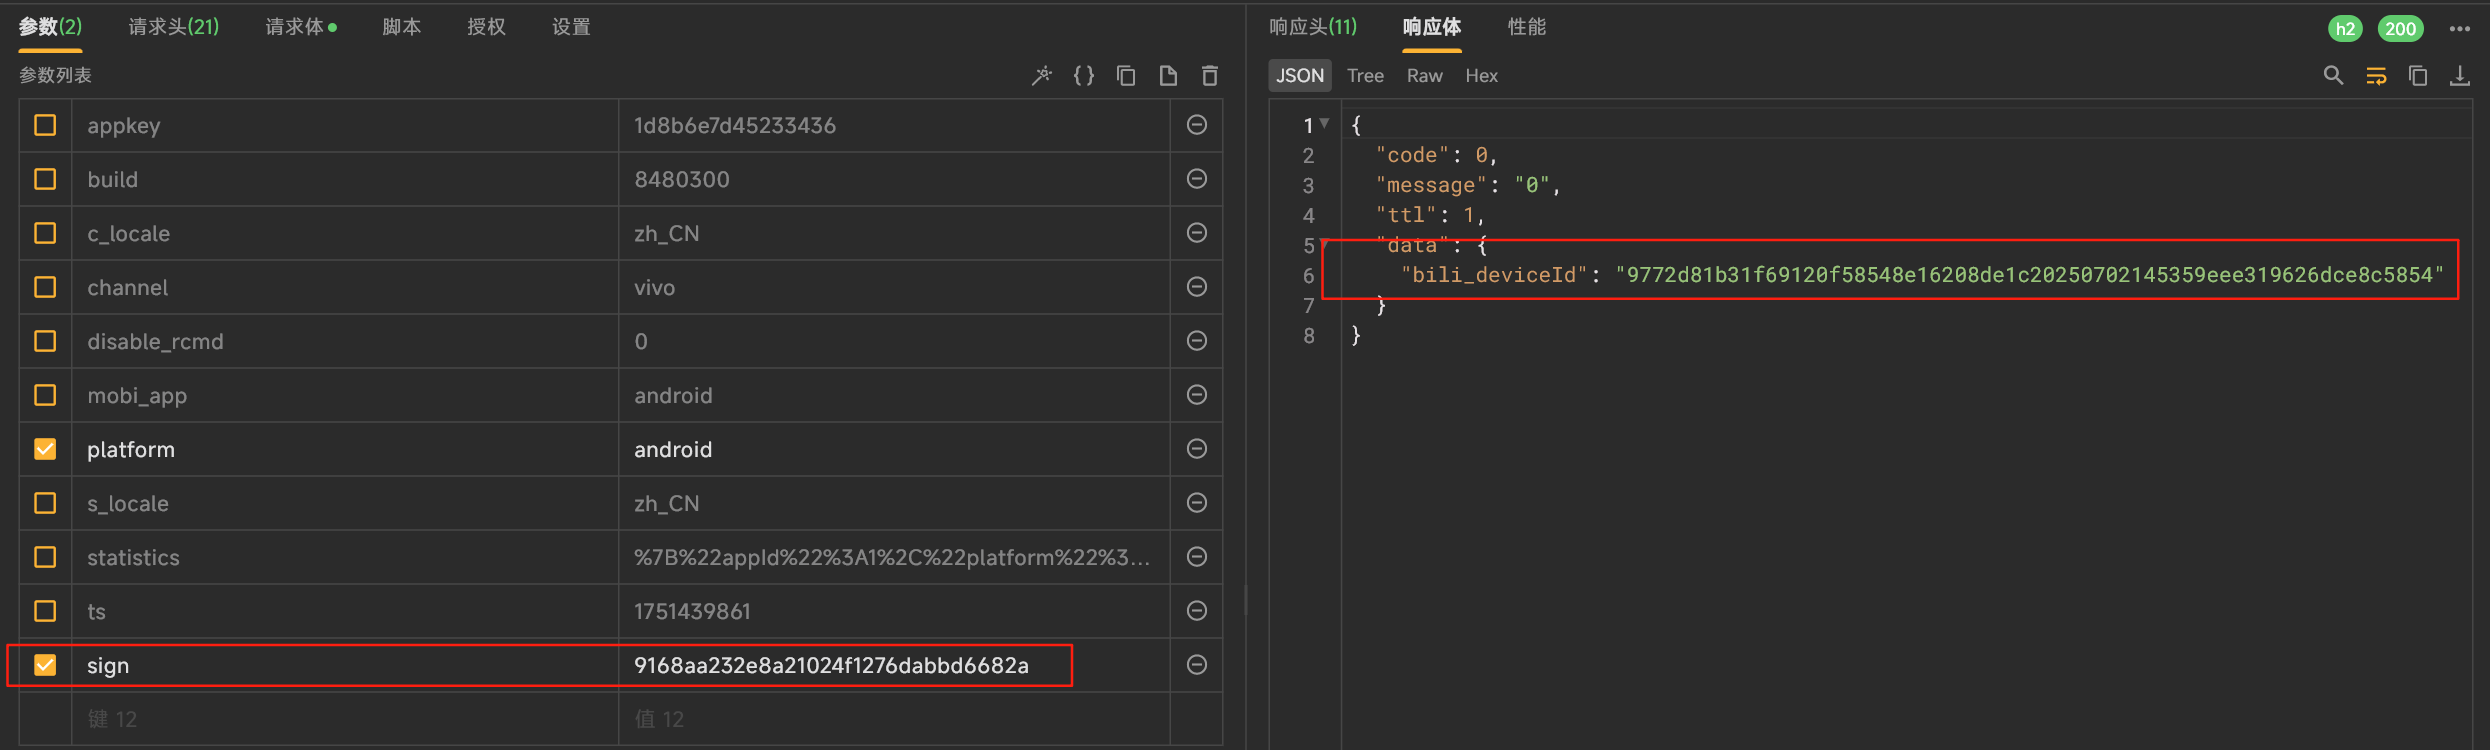 参数(2) 请求头(21) 请求体 脚本 授权 设置
参数列表
appkey 1d8b6e7d45233436
build 8480300
c_locale zh_CN
channel vivo
disable_rcmd 0
mobi_app android
platform android
s_locale zh_CN
statistics %7B%22appId%22%3A1%2C%22platform%22%3...
ts 1751439861
sign 9168aa232e8a21024f1276dabbd6682a
键 12 值 12
响应头(11) 响应体 性能 h2 200
JSON Tree Raw Hex
1 {
2 "code": 0,
3 "message": "0",
4 "ttl": 1,
5 "data": {
6 "bili_deviceId": "9772d81b31f69120f58548e16208de1c20250702145359eee319626dce8c5854"
7 }
8 }